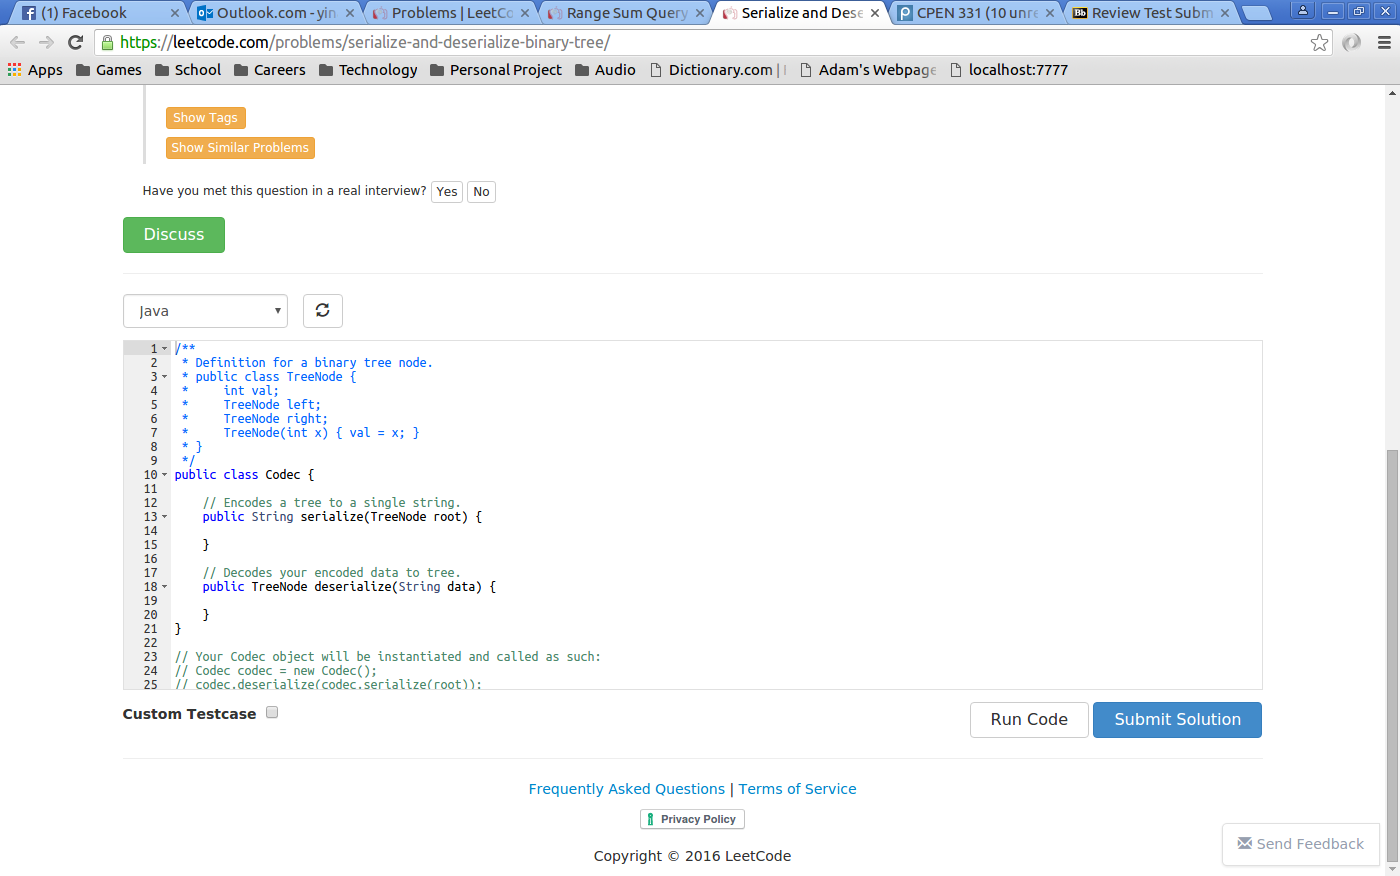 (1) Facebook
Outlook.com - yin
Problems | LeetCo
Range Sum Query
Serialize and Dese
CPEN 331 (10 unre
Bb Review Test Subm
https://leetcode.com/problems/serialize-and-deserialize-binary-tree/
Apps Games School Careers Technology Personal Project Audio Dictionary.com | Adam's Webpage localhost:7777
Show Tags
Show Similar Problems
Have you met this question in a real interview? Yes No
Discuss
Java
1 /**
2  * Definition for a binary tree node.
3  * public class TreeNode {
4  *     int val;
5  *     TreeNode left;
6  *     TreeNode right;
7  *     TreeNode(int x) { val = x; }
8  * }
9  */
10 public class Codec {
11
12     // Encodes a tree to a single string.
13     public String serialize(TreeNode root) {
14
15     }
16
17     // Decodes your encoded data to tree.
18     public TreeNode deserialize(String data) {
19
20     }
21 }
22
23 // Your Codec object will be instantiated and called as such:
24 // Codec codec = new Codec();
25 // codec.deserialize(codec.serialize(root));
Custom Testcase
Run Code
Submit Solution
Frequently Asked Questions | Terms of Service
Privacy Policy
Copyright © 2016 LeetCode
Send Feedback